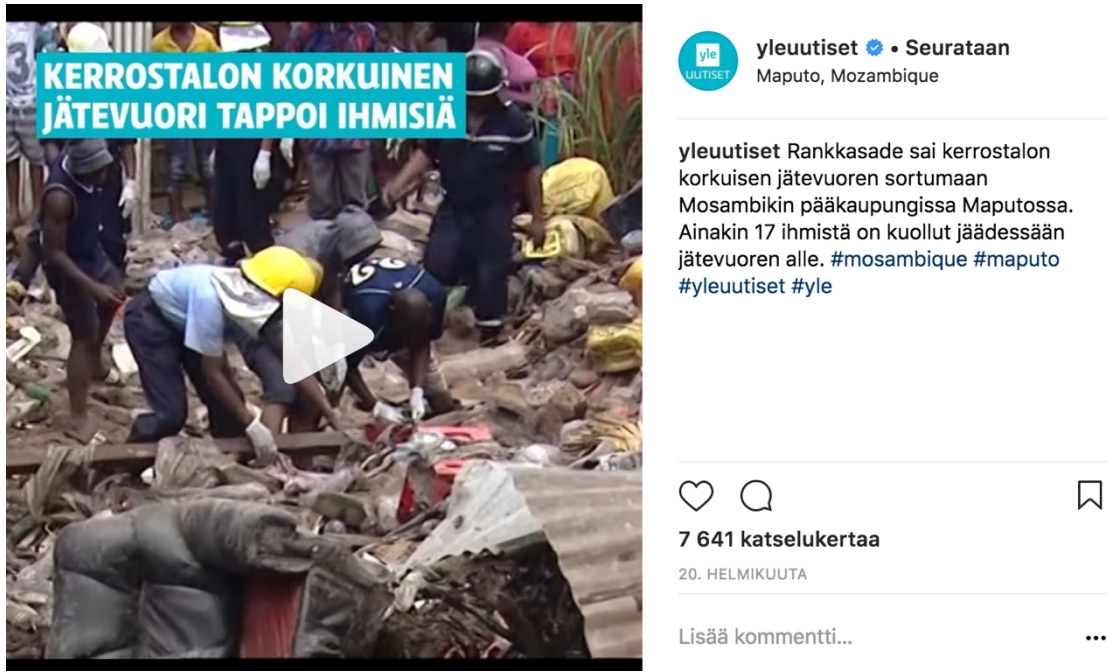 KERROSTALON KORKUINEN
JÄTEVUORI TAPPOI IHMISIÄ
yle
UUTISET
yleuutiset • Seurataan
Maputo, Mozambique
yleuutiset Rankkasade sai kerrostalon
korkuisen jätevuoren sortumaan
Mosambikin pääkaupungissa Maputossa.
Ainakin 17 ihmistä on kuollut jäädessään
jätevuoren alle. #mosambique #maputo
#yleuutiset #yle
7 641 katselukertaa
20. HELMIKUUTA
Lisää kommentti...